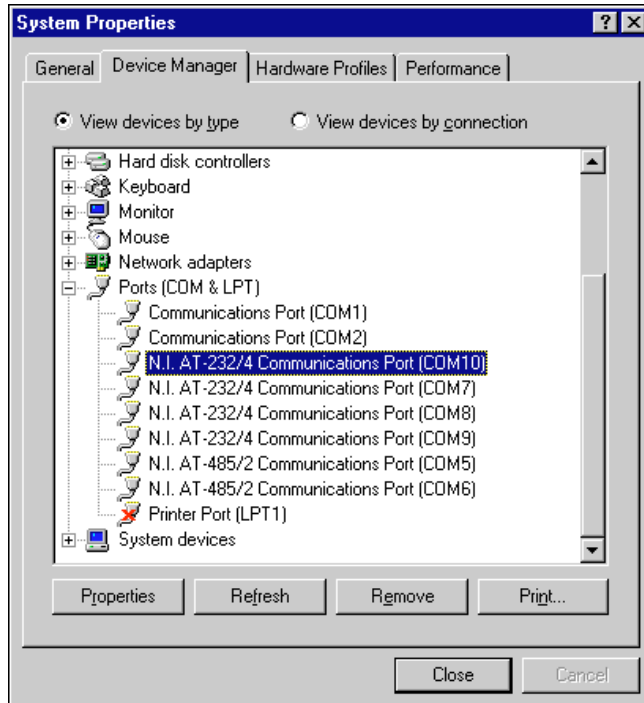 System Properties
General Device Manager Hardware Profiles Performance
View devices by type View devices by connection
Hard disk controllers
Keyboard
Monitor
Mouse
Network adapters
Ports (COM & LPT)
Communications Port (COM1)
Communications Port (COM2)
N.I. AT-232/4 Communications Port (COM10)
N.I. AT-232/4 Communications Port (COM7)
N.I. AT-232/4 Communications Port (COM8)
N.I. AT-232/4 Communications Port (COM9)
N.I. AT-485/2 Communications Port (COM5)
N.I. AT-485/2 Communications Port (COM6)
Printer Port (LPT1)
System devices
Properties Refresh Remove Print...
Close Cancel